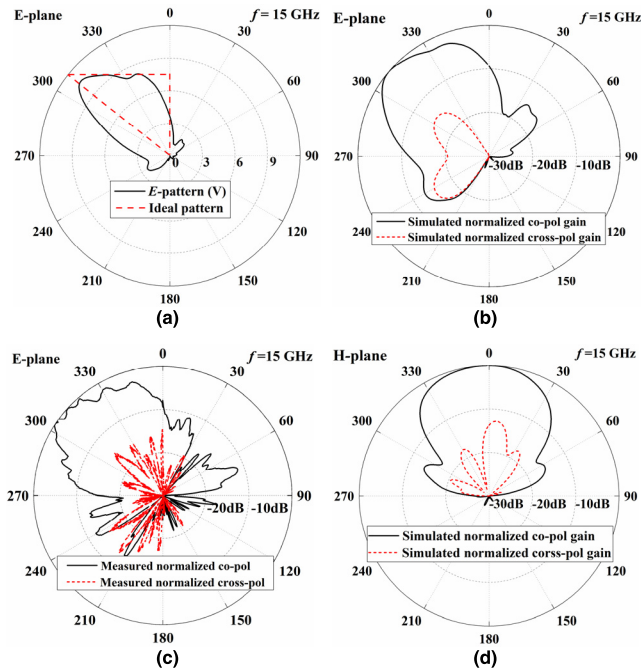 E-plane
0
f = 15 GHz
330
30
300
60
270
0
3
6
9
90
E-pattern (V)
Ideal pattern
240
120
210
150
180
(a)
E-plane
0
f=15 GHz
330
30
300
60
270
-30dB
-20dB
-10dB
90
Simulated normalized co-pol gain
Simulated normalized cross-pol gain
240
120
210
150
180
(b)
E-plane
0
f=15 GHz
330
30
300
60
270
-20dB
-10dB
90
Measured normalized co-pol
Measured normalized cross-pol
240
120
210
150
180
(c)
H-plane
0
f=15 GHz
330
30
300
60
270
-30dB
-20dB
-10dB
90
Simulated normalized co-pol gain
Simulated normalized corss-pol gain
240
120
210
150
180
(d)